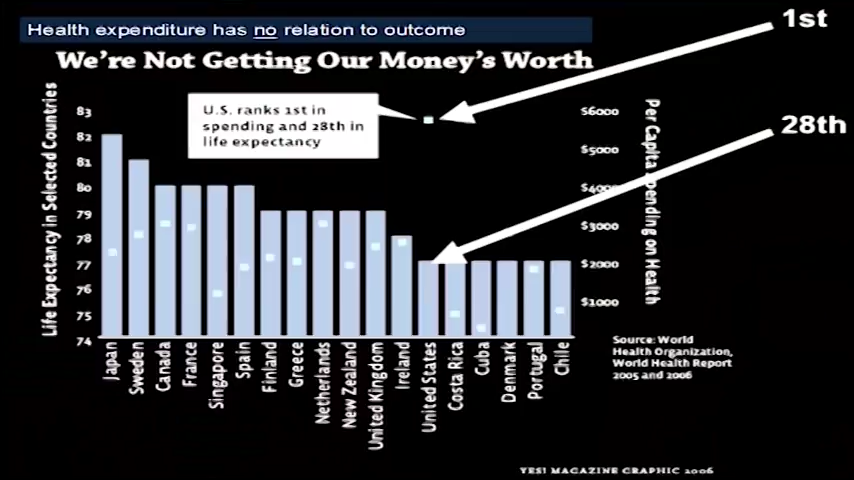 Health expenditure has no relation to outcome
1st
We're Not Getting Our Money's Worth
U.S. ranks 1st in
spending and 28th in
life expectancy
28th
Life Expectancy in Selected Countries
83
82
81
80
79
78
77
76
75
74
$6000
$5000
$4000
$3000
$2000
$1000
Per Capita Spending on Health
Japan
Sweden
Canada
France
Singapore
Spain
Finland
Greece
Netherlands
New Zealand
United Kingdom
Ireland
United States
Costa Rica
Cuba
Denmark
Portugal
Chile
Source: World
Health Organization,
World Health Report
2005 and 2006
YES! MAGAZINE GRAPHIC 2006